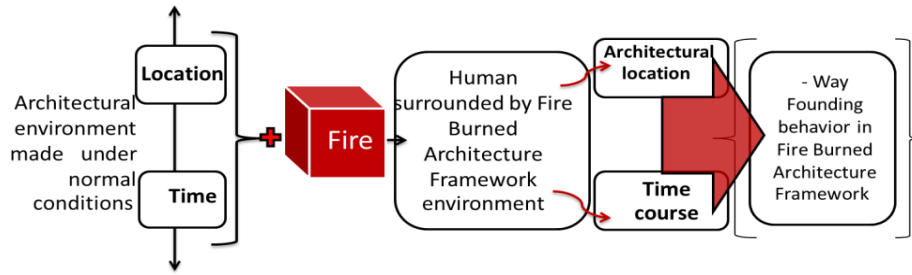 Architectural
environment
made under
normal
conditions
Location
Time
Fire
Human
surrounded by Fire
Burned
Architecture
Framework
environment
Architectural
location
Time
course
- Way
Founding
behavior in
Fire Burned
Architecture
Framework